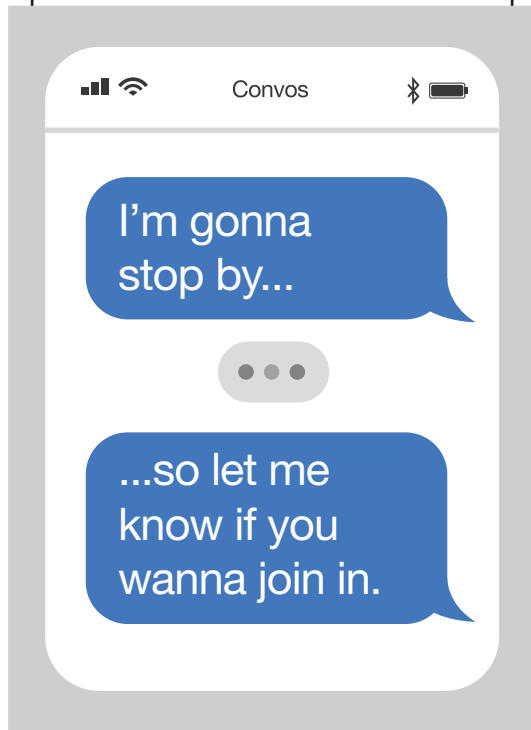 Convos
I’m gonna
stop by...
...so let me
know if you
wanna join in.